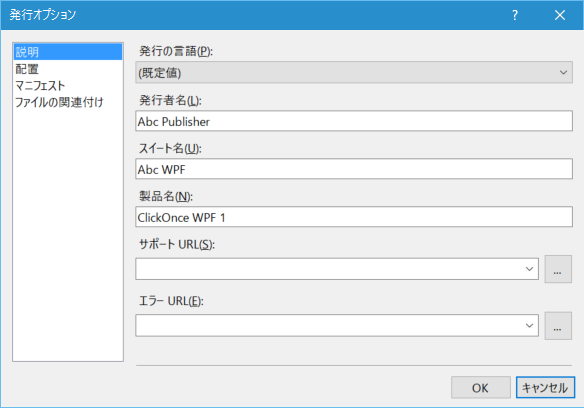 発行オプション
?
説明
配置
マニフェスト
ファイルの関連付け
発行の言語(P):
(既定値)
発行者名(L):
Abc Publisher
スイート名(U):
Abc WPF
製品名(N):
ClickOnce WPF 1
サポート URL(S):
...
エラー URL(E):
...
OK
キャンセル